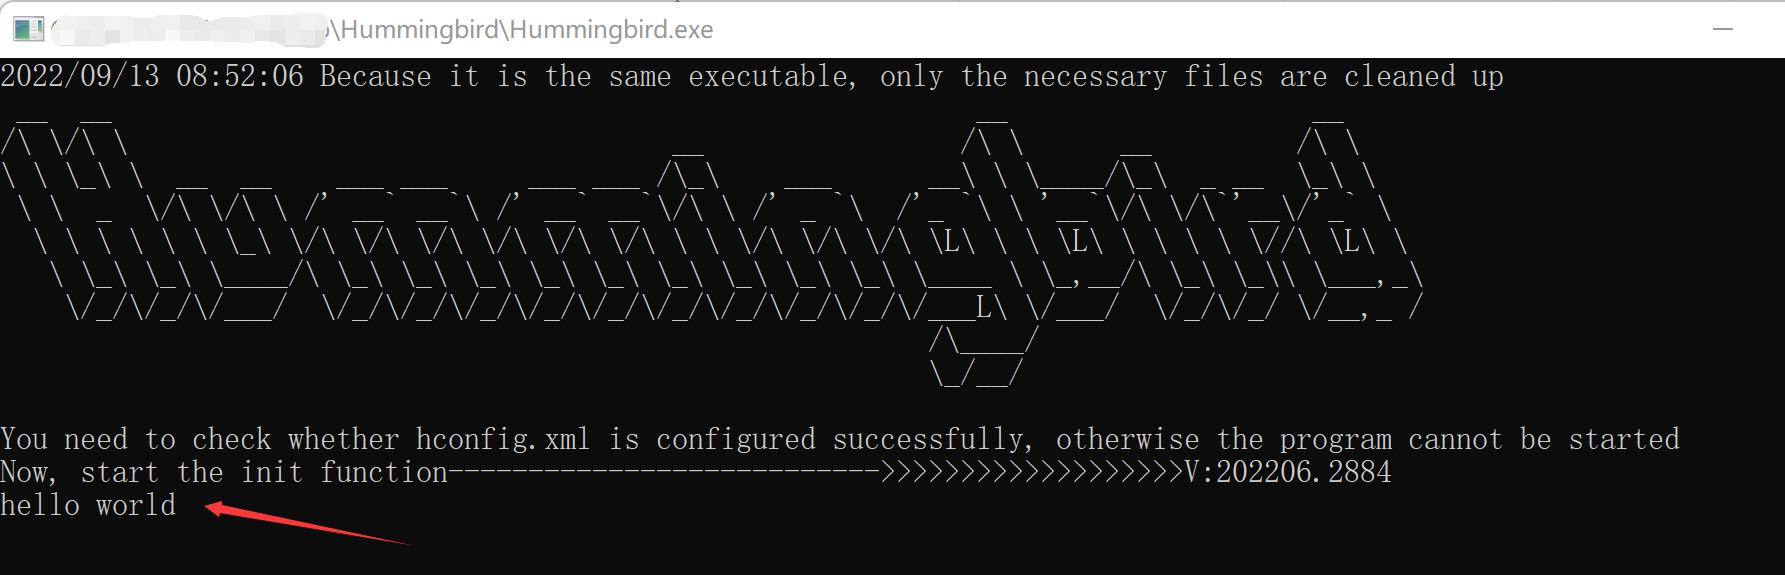 \Hummingbird\Hummingbird.exe
2022/09/13 08:52:06 Because it is the same executable, only the necessary files are cleaned up
Hummingbird
You need to check whether hconfig.xml is configured successfully, otherwise the program cannot be started
Now, start the init function--------------------------->>>>>>>>>>>>>>>>>>>V:202206.2884
hello world